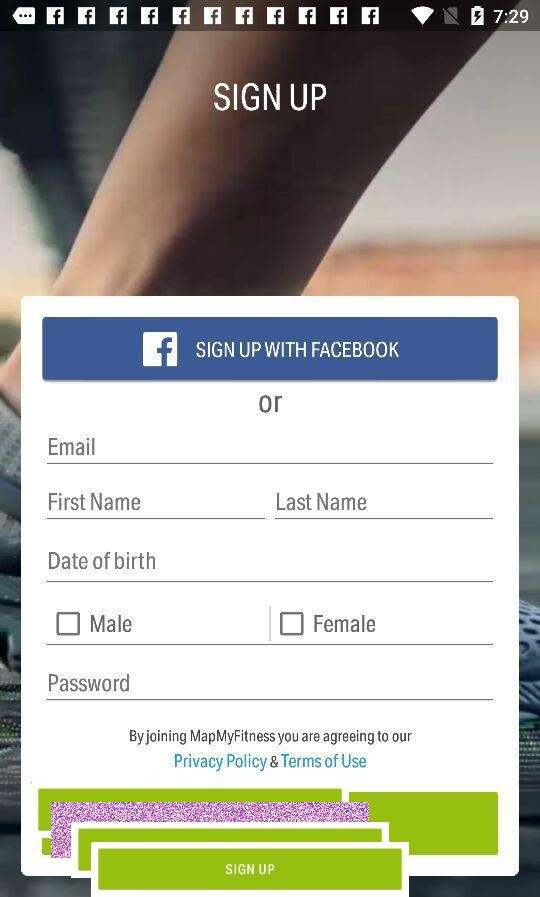 7:29
SIGN UP
SIGN UP WITH FACEBOOK
or
Email
First Name Last Name
Date of birth
Male Female
Password
By joining MapMyFitness you are agreeing to our
Privacy Policy & Terms of Use
SIGN UP